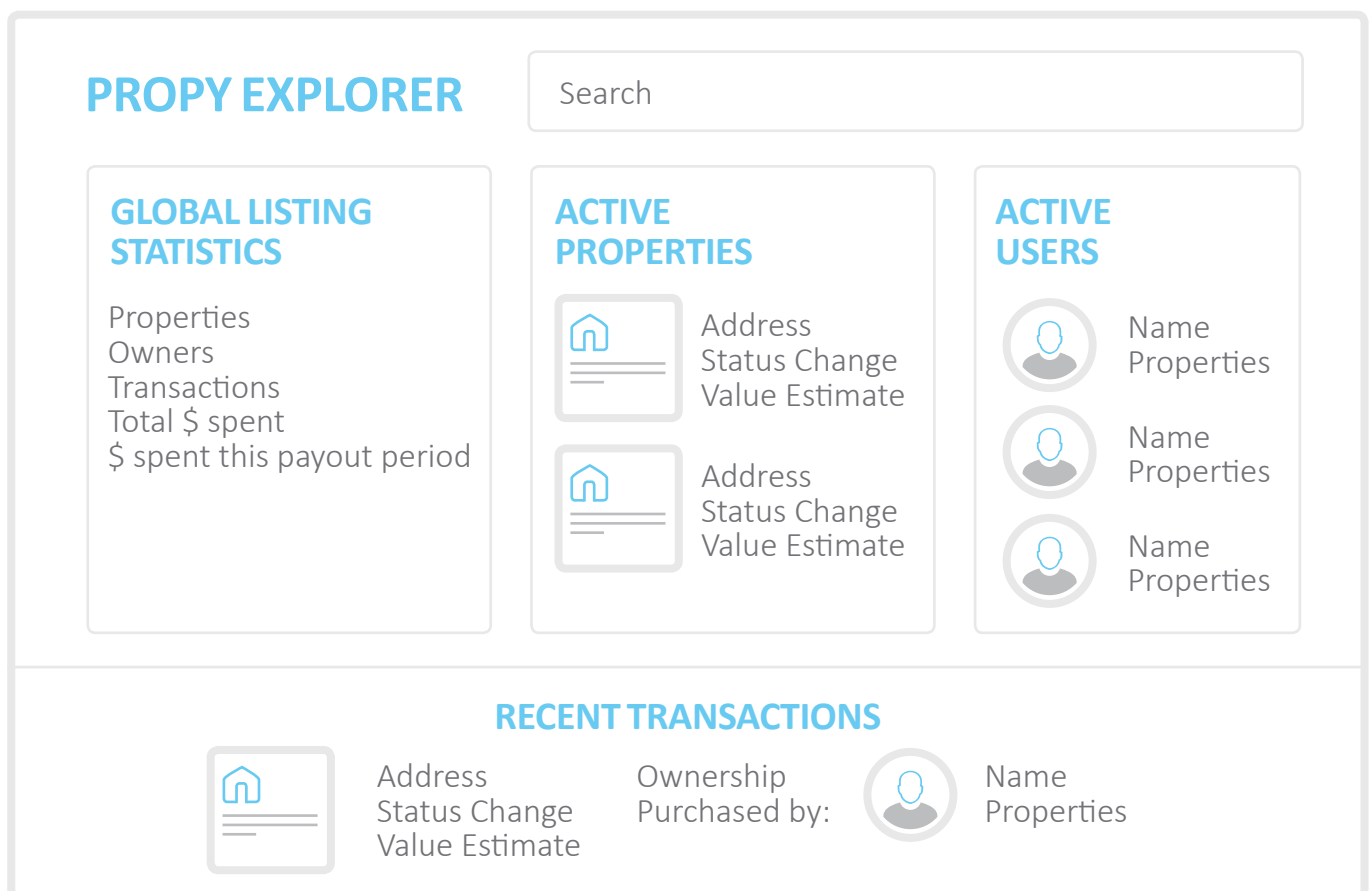 PROPY EXPLORER
Search
GLOBAL LISTING
STATISTICS
Properties
Owners
Transactions
Total $ spent
$ spent this payout period
ACTIVE
PROPERTIES
Address
Status Change
Value Estimate
Address
Status Change
Value Estimate
ACTIVE
USERS
Name
Properties
Name
Properties
Name
Properties
RECENT TRANSACTIONS
Address
Status Change
Value Estimate
Ownership
Purchased by:
Name
Properties